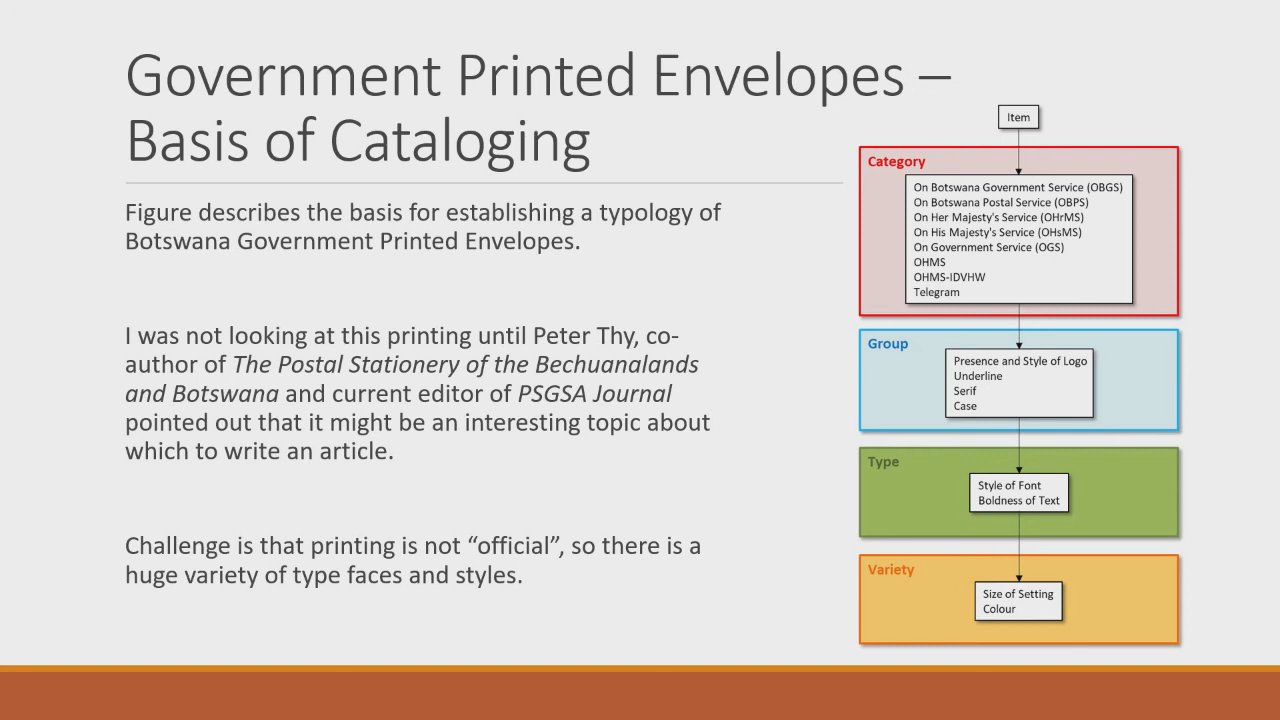 Government Printed Envelopes –
Basis of Cataloging
Figure describes the basis for establishing a typology of
Botswana Government Printed Envelopes.
I was not looking at this printing until Peter Thy, co-
author of The Postal Stationery of the Bechuanalands
and Botswana and current editor of PSGSA Journal
pointed out that it might be an interesting topic about
which to write an article.
Challenge is that printing is not “official”, so there is a
huge variety of type faces and styles.
Item
Category
On Botswana Government Service (OBGS)
On Botswana Postal Service (OBPS)
On Her Majesty's Service (OHrMS)
On His Majesty's Service (OHsMS)
On Government Service (OGS)
OHMS
OHMS-IDVHW
Telegram
Group
Presence and Style of Logo
Underline
Serif
Case
Type
Style of Font
Boldness of Text
Variety
Size of Setting
Colour